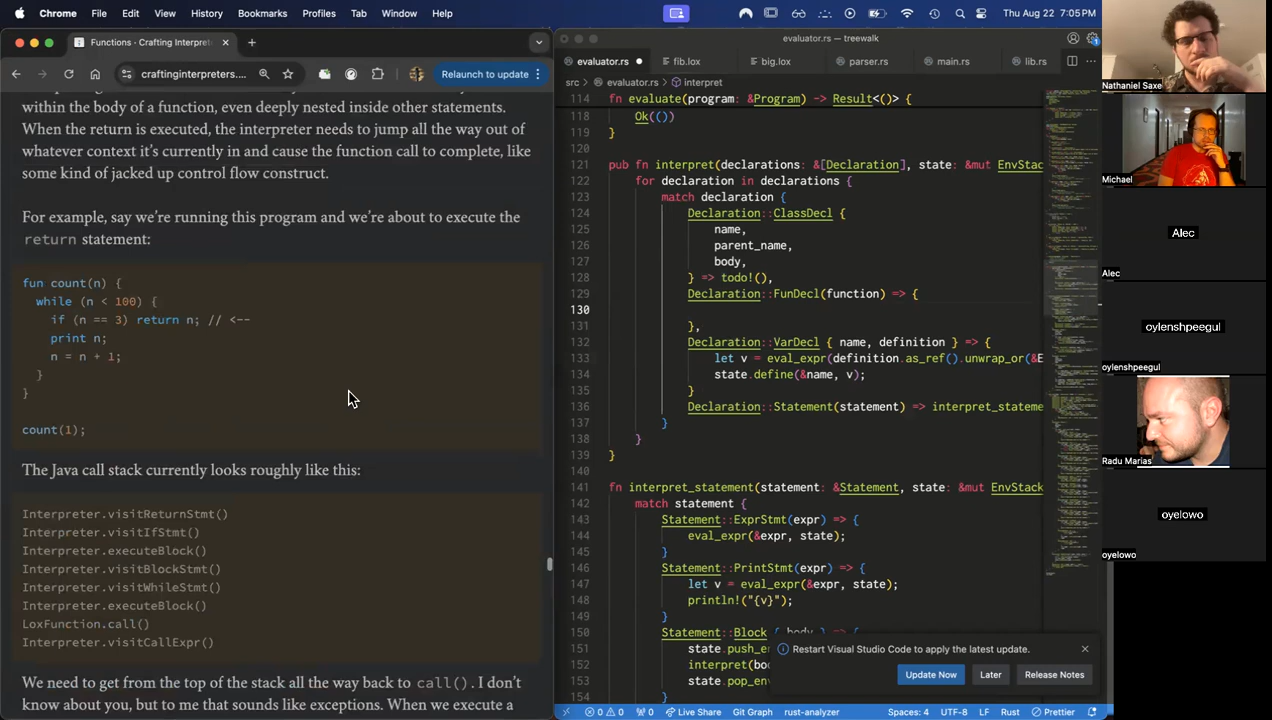 Chrome File Edit View History Bookmarks Profiles Tab Window Help Thu Aug 22 7:05 PM
Functions - Crafting Interpret
craftinginterpreters....
Relaunch to update
within the body of a function, even deeply nested inside other statements.
When the return is executed, the interpreter needs to jump all the way out of
whatever context it's currently in and cause the function call to complete, like
some kind of jacked up control flow construct.
For example, say we're running this program and we're about to execute the
return statement:
fun count(n) {
while (n < 100) {
if (n == 3) return n; // <--
print n;
n = n + 1;
}
}
count(1);
The Java call stack currently looks roughly like this:
Interpreter.visitReturnStmt()
Interpreter.visitIfStmt()
Interpreter.executeBlock()
Interpreter.visitBlockStmt()
Interpreter.visitWhileStmt()
Interpreter.executeBlock()
LoxFunction.call()
Interpreter.visitCallExpr()
We need to get from the top of the stack all the way back to call(). I don't
know about you, but to me that sounds like exceptions. When we execute a
evaluator.rs — treewalk
evaluator.rs fib.lox big.lox parser.rs main.rs lib.rs
src > evaluator.rs > interpret
114 fn evaluate(program: &Program) -> Result<()> {
118 Ok(())
119 }
120
121 pub fn interpret(declarations: &[Declaration], state: &mut EnvStack
122 for declaration in declarations {
123 match declaration {
124 Declaration::ClassDecl {
125 name,
126 parent_name,
127 body,
128 } => todo!(),
129 Declaration::FunDecl(function) => {
130
131 },
132 Declaration::VarDecl { name, definition } => {
133 let v = eval_expr(definition.as_ref().unwrap_or(&E
134 state.define(&name, v);
135 }
136 Declaration::Statement(statement) => interpret_stateme
137 }
138 }
139 }
140
141 fn interpret_statement(statement: &Statement, state: &mut EnvStack
142 match statement {
143 Statement::ExprStmt(expr) => {
144 eval_expr(&expr, state);
145 }
146 Statement::PrintStmt(expr) => {
147 let v = eval_expr(&expr, state);
148 println!("{v}");
149 }
150 Statement::Block { body } => {
151 state.push_e
152 interpret(bo
153 state.pop_en
154 }
Restart Visual Studio Code to apply the latest update.
Update Now Later Release Notes
0 0 0 Live Share Git Graph rust-analyzer Spaces: 4 UTF-8 LF Rust Prettier
Nathaniel Saxe
Michael
Alec
Alec
oylenshpeegul
oylenshpeegul
Radu Marias
oyelowo
oyelowo